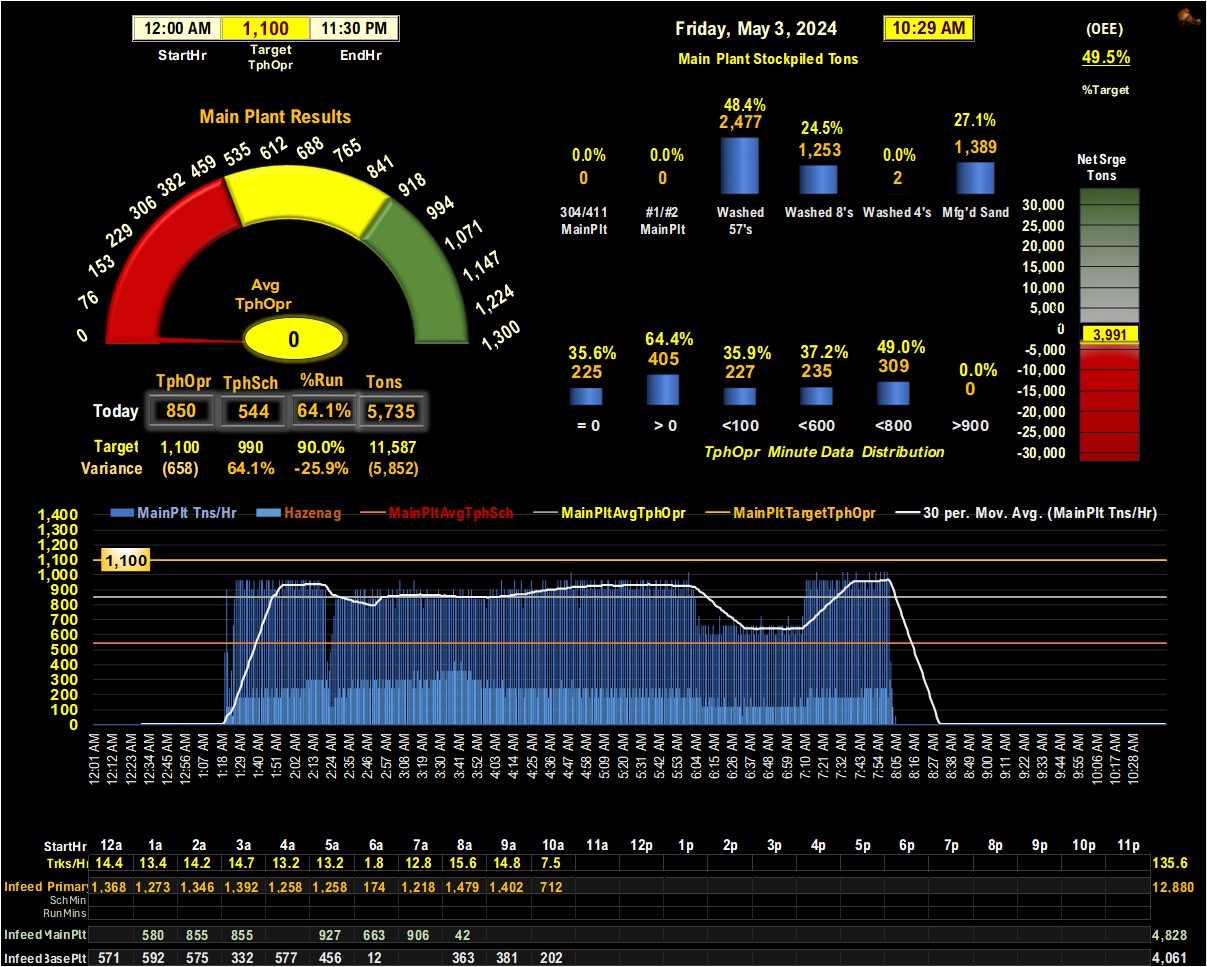 12:00 AM 1,100 11:30 PM
StartHr Target TphOpr EndHr
Friday, May 3, 2024 10:29 AM
Main Plant Stockpiled Tons
(OEE)
49.5%
%Target
Main Plant Results
0 76 153 229 306 382 459 535 612 688 765 841 918 994 1,071 1,147 1,224 1,300
Avg
TphOpr
0
48.4% 24.5% 27.1%
0.0% 0.0% 2,477 1,253 0.0% 1,389
0 0 2
304/411 MainPlt #1/#2 MainPlt Washed 57's Washed 8's Washed 4's Mfg'd Sand
Net Srge
Tons
30,000
25,000
20,000
15,000
10,000
5,000
0
3,991
-5,000
-10,000
-15,000
-20,000
-25,000
-30,000
35.6% 64.4% 35.9% 37.2% 49.0% 0.0%
225 405 227 235 309 0
= 0 > 0 <100 <600 <800 >900
TphOpr Minute Data Distribution
TphOpr TphSch %Run Tons
Today 850 544 64.1% 5,735
Target 1,100 990 90.0% 11,587
Variance (658) 64.1% -25.9% (5,852)
MainPlt Tns/Hr Hazenag MainPltAvgTphSch MainPltAvgTphOpr MainPltTargetTphOpr 30 per. Mov. Avg. (MainPlt Tns/Hr)
1,400
1,300
1,200
1,100 1,100
1,000
900
800
700
600
500
400
300
200
100
0
12:01 AM 12:12 AM 12:23 AM 12:34 AM 12:45 AM 12:56 AM 1:07 AM 1:18 AM 1:29 AM 1:40 AM 1:51 AM 2:02 AM 2:13 AM 2:24 AM 2:35 AM 2:46 AM 2:57 AM 3:08 AM 3:19 AM 3:30 AM 3:41 AM 3:52 AM 4:03 AM 4:14 AM 4:25 AM 4:36 AM 4:47 AM 4:58 AM 5:09 AM 5:20 AM 5:31 AM 5:42 AM 5:53 AM 6:04 AM 6:15 AM 6:26 AM 6:37 AM 6:48 AM 6:59 AM 7:10 AM 7:21 AM 7:32 AM 7:43 AM 7:54 AM 8:05 AM 8:16 AM 8:27 AM 8:38 AM 8:49 AM 9:00 AM 9:11 AM 9:22 AM 9:33 AM 9:44 AM 9:55 AM 10:06 AM 10:17 AM 10:28 AM
StartHr 12a 1a 2a 3a 4a 5a 6a 7a 8a 9a 10a 11a 12p 1p 2p 3p 4p 5p 6p 7p 8p 9p 10p 11p
Trks/Hr 14.4 13.4 14.2 14.7 13.2 13.2 1.8 12.8 15.6 14.8 7.5 135.6
Infeed Primary 1,368 1,273 1,346 1,392 1,258 1,258 174 1,218 1,479 1,402 712 12,880
SchMin
RunMins
Infeed MainPlt 580 855 855 927 663 906 42 4,828
Infeed BasePlt 571 592 575 332 577 456 12 363 381 202 4,061